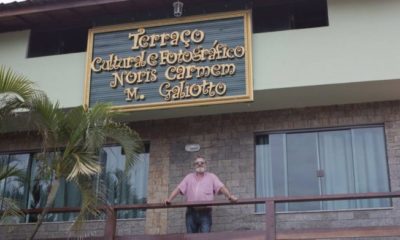 Terraço
Cultural e Fotográfico
Noris Carmem
M. Galiotto